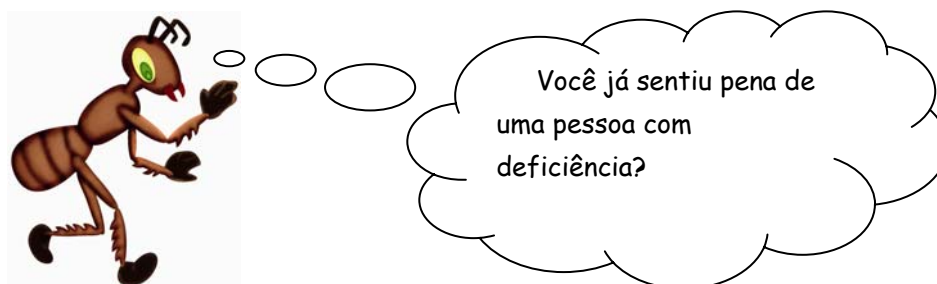 Você já sentiu pena de
uma pessoa com
deficiência?